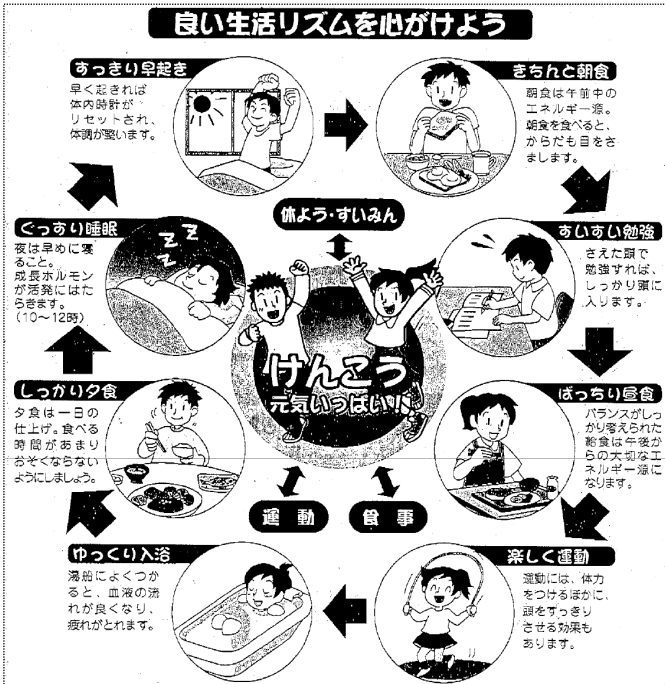 良い生活リズムを心がけよう
すっきり早起き
早く起きれば
体内時計が
リセットされ、
体調が整います。
きちんと朝食
朝食は午前中の
エネルギー源。
朝食を食べると、
からだも目をさ
まします。
すいすい勉強
さえた頭で
勉強すれば、
しっかり頭に
入ります。
ばっちり昼食
バランスがしっ
かり考えられた
給食は午後か
らの大切なエ
ネルギー源に
なります。
楽しく運動
運動には、体力
をつけるほかに、
頭をすっきり
させる効果も
あります。
ゆっくり入浴
湯船によくつか
ると、血液の流
れが良くなり、
疲れがとれます。
しっかり夕食
夕食は一日の
仕上げ。食べる
時間があまり
おそくならない
ようにしましょう。
ぐっすり睡眠
夜は早めに寝
ること。
成長ホルモン
が活発にはた
らきます。
(10〜12時)
z z z
休よう・すいみん
けんこう
元気いっぱい!!
運動
食事